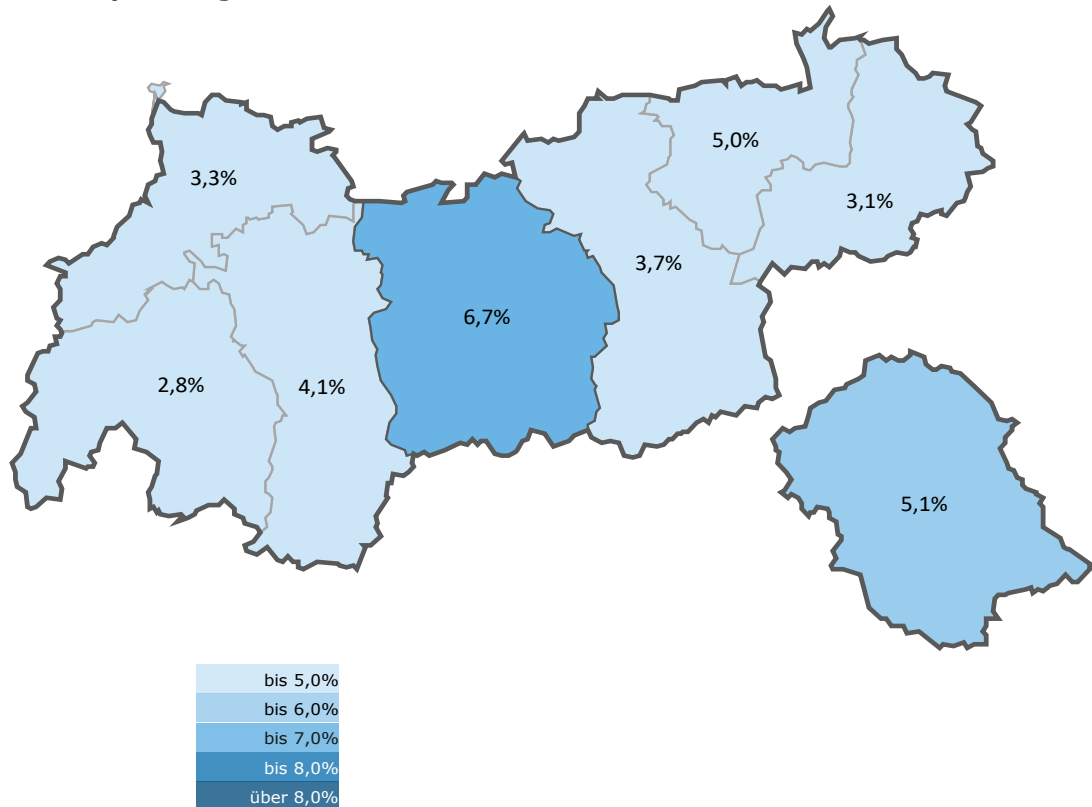 5,0%
3,3%
3,1%
3,7%
6,7%
2,8%
4,1%
5,1%
bis 5,0%
bis 6,0%
bis 7,0%
bis 8,0%
über 8,0%